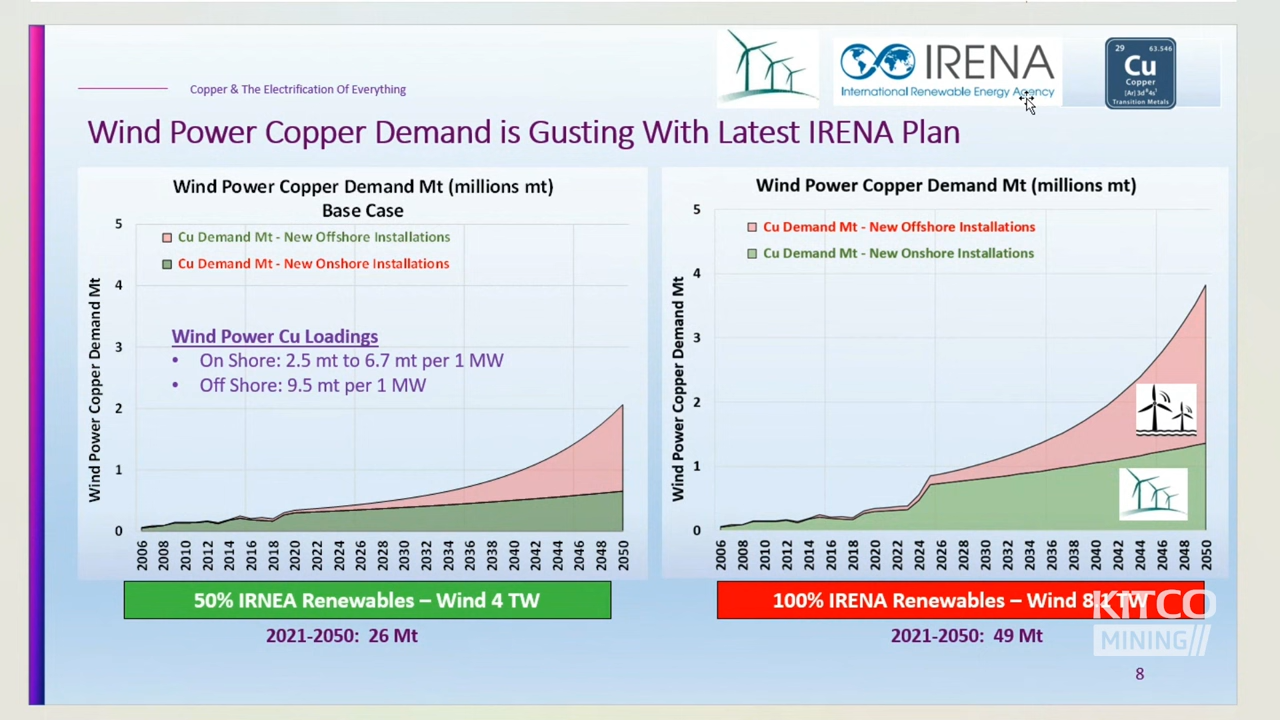 Copper & The Electrification Of Everything
IRENA
International Renewable Energy Agency
29 63.546
Cu
Copper
[Ar] 3d¹⁰4s¹
Transition Metals
Wind Power Copper Demand is Gusting With Latest IRENA Plan
Wind Power Copper Demand Mt (millions mt)
Base Case
Cu Demand Mt - New Offshore Installations
Cu Demand Mt - New Onshore Installations
Wind Power Copper Demand Mt
5
4
3
2
1
0
Wind Power Cu Loadings
• On Shore: 2.5 mt to 6.7 mt per 1 MW
• Off Shore: 9.5 mt per 1 MW
2006 2008 2010 2012 2014 2016 2018 2020 2022 2024 2026 2028 2030 2032 2034 2036 2038 2040 2042 2044 2046 2048 2050
50% IRNEA Renewables – Wind 4 TW
2021-2050: 26 Mt
Wind Power Copper Demand Mt (millions mt)
Cu Demand Mt - New Offshore Installations
Cu Demand Mt - New Onshore Installations
Wind Power Copper Demand Mt
5
4
3
2
1
0
2006 2008 2010 2012 2014 2016 2018 2020 2022 2024 2026 2028 2030 2032 2034 2036 2038 2040 2042 2044 2046 2048 2050
100% IRENA Renewables – Wind 8.1 TW
2021-2050: 49 Mt
KITCO
MINING//
8